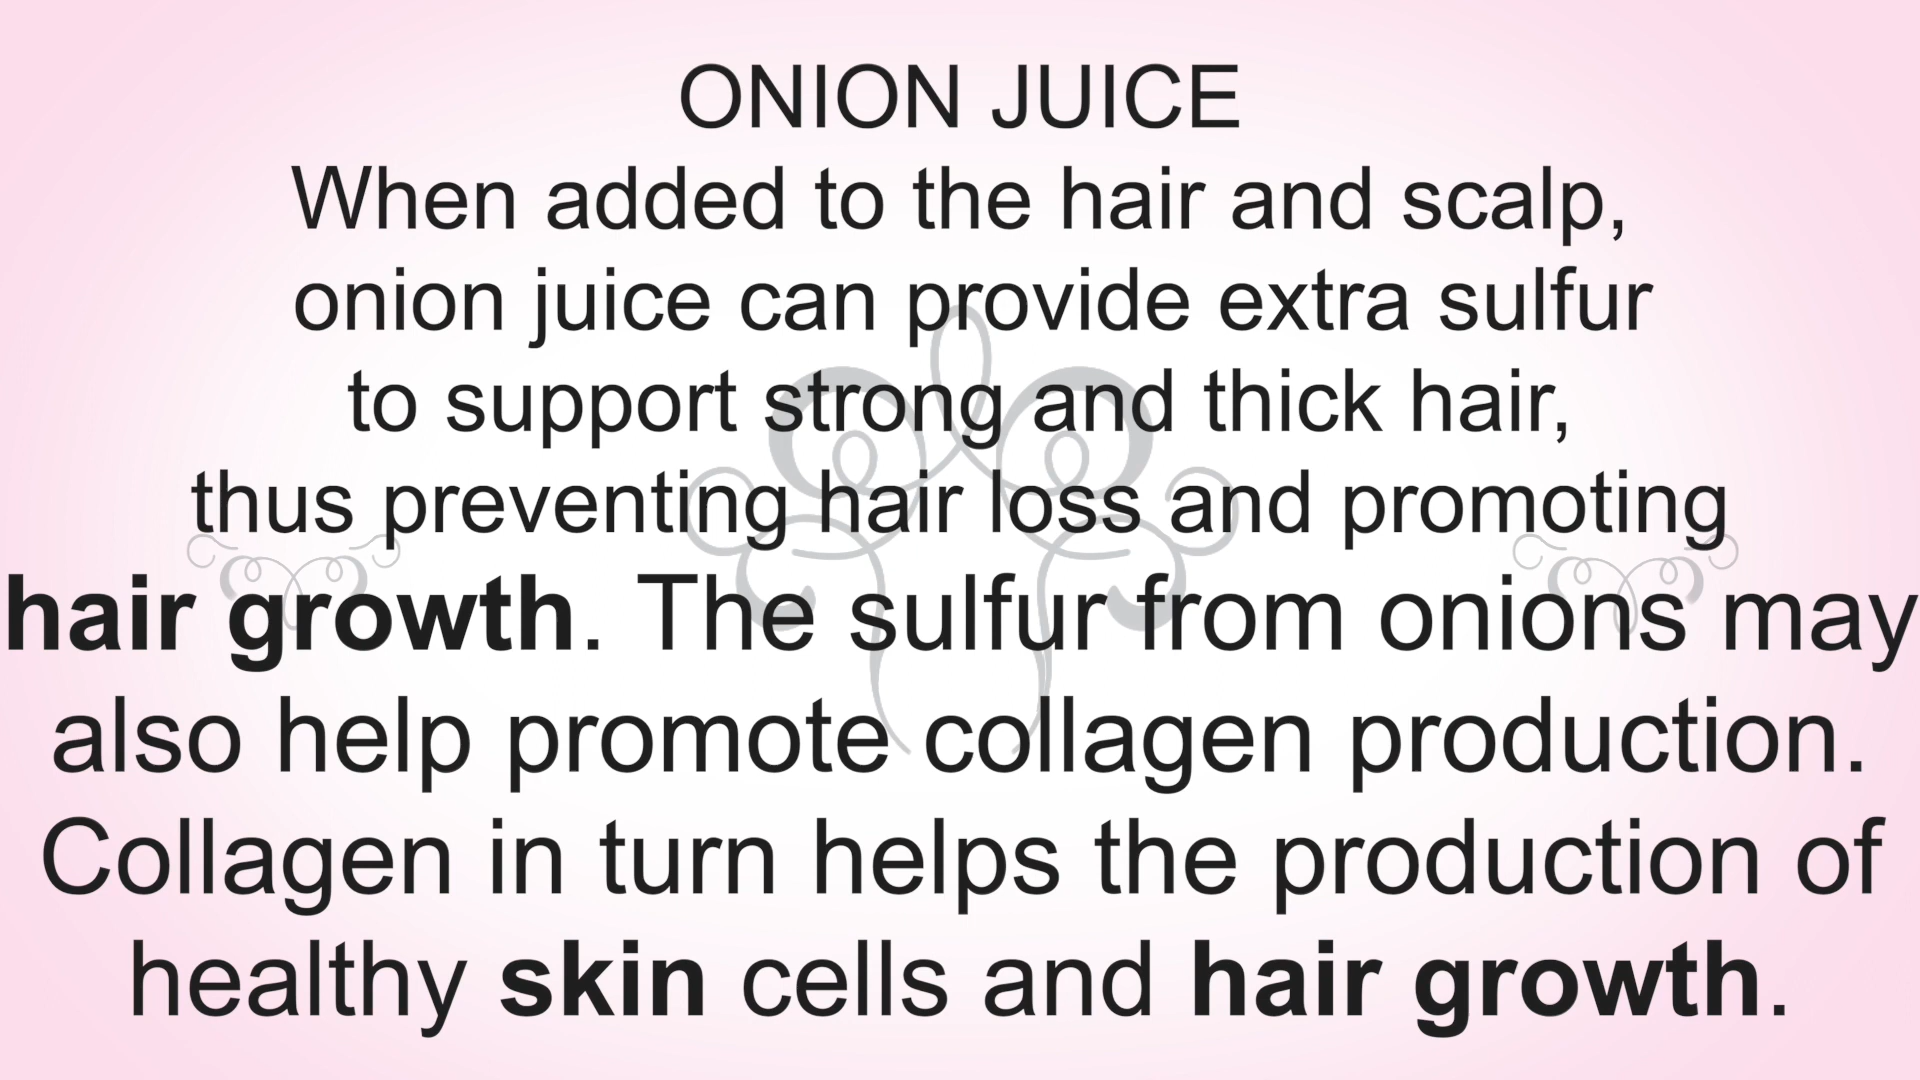 ONION JUICE
When added to the hair and scalp,
onion juice can provide extra sulfur
to support strong and thick hair,
thus preventing hair loss and promoting
hair growth. The sulfur from onions may
also help promote collagen production.
Collagen in turn helps the production of
healthy skin cells and hair growth.